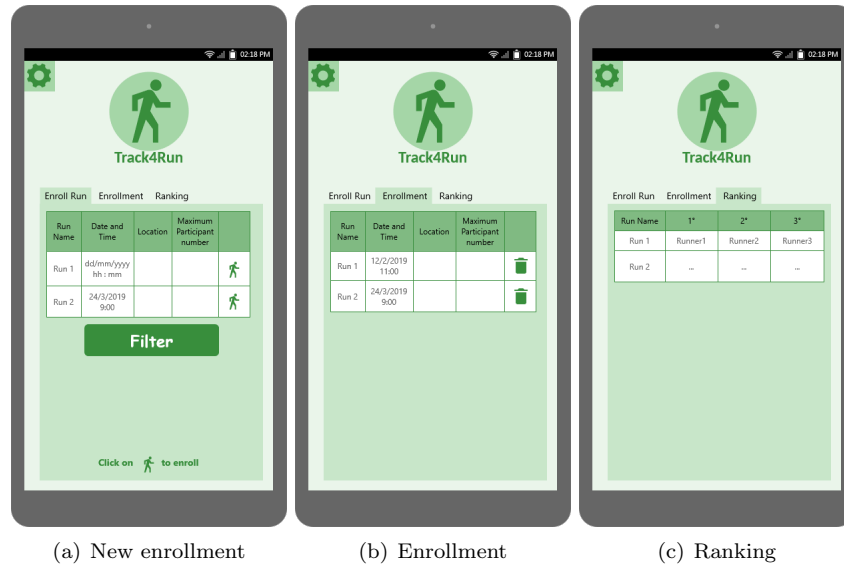 02:18 PM
Track4Run
Enroll Run Enrollment Ranking
Run Name Date and Time Location Maximum Participant number
Run 1 dd/mm/yyyy hh : mm
Run 2 24/3/2019 9:00
Filter
Click on to enroll
(a) New enrollment
02:18 PM
Track4Run
Enroll Run Enrollment Ranking
Run Name Date and Time Location Maximum Participant number
Run 1 12/2/2019 11:00
Run 2 24/3/2019 9:00
(b) Enrollment
02:18 PM
Track4Run
Enroll Run Enrollment Ranking
Run Name 1° 2° 3°
Run 1 Runner1 Runner2 Runner3
Run 2 ... ... ...
(c) Ranking